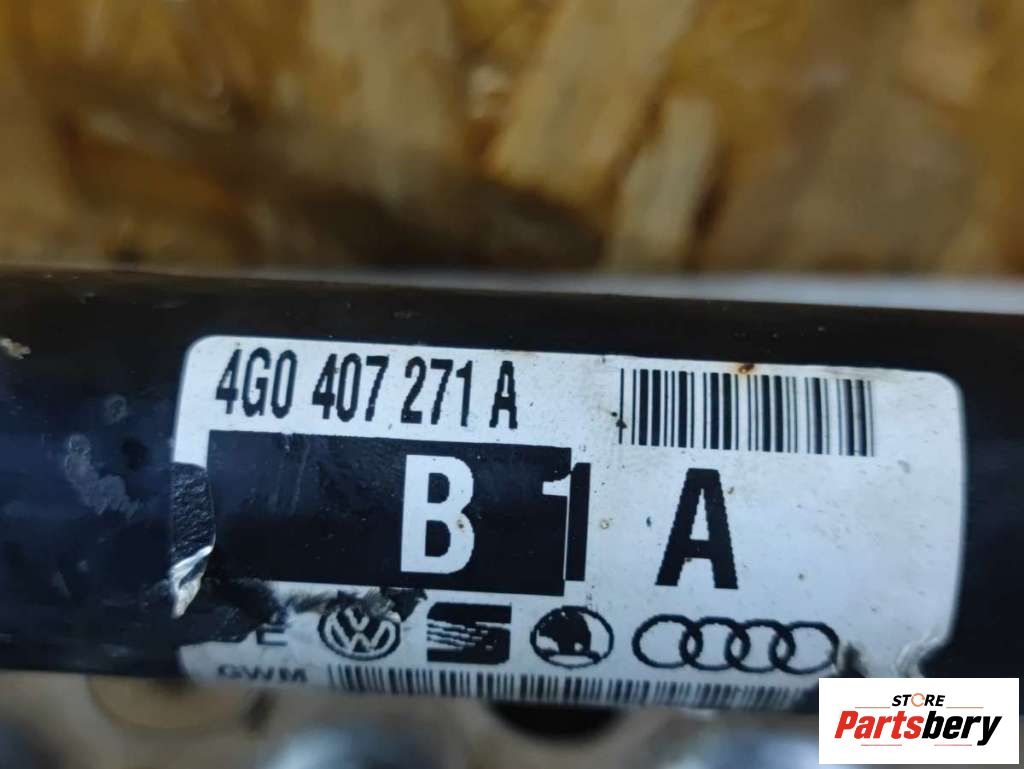 4G0 407 271 A
B 1 A
E
GWM
STORE
Partsbery